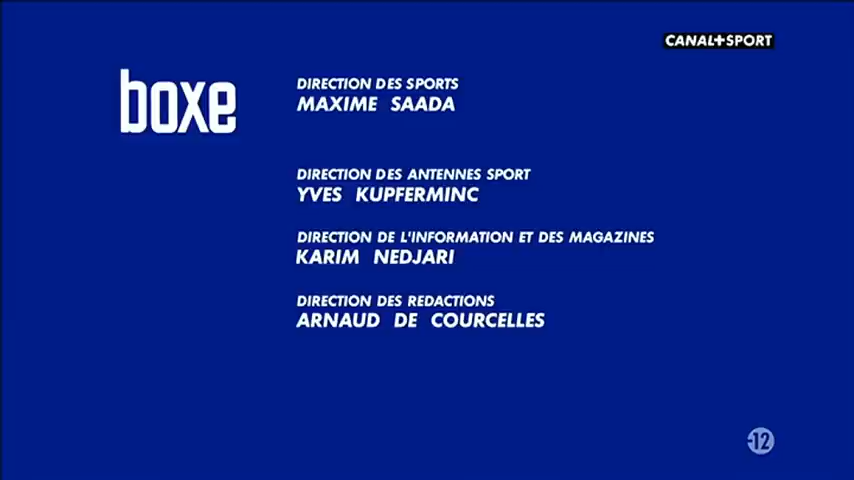 CANAL+SPORT
boxe
DIRECTION DES SPORTS
MAXIME SAADA
DIRECTION DES ANTENNES SPORT
YVES KUPFERMINC
DIRECTION DE L'INFORMATION ET DES MAGAZINES
KARIM NEDJARI
DIRECTION DES REDACTIONS
ARNAUD DE COURCELLES
-12